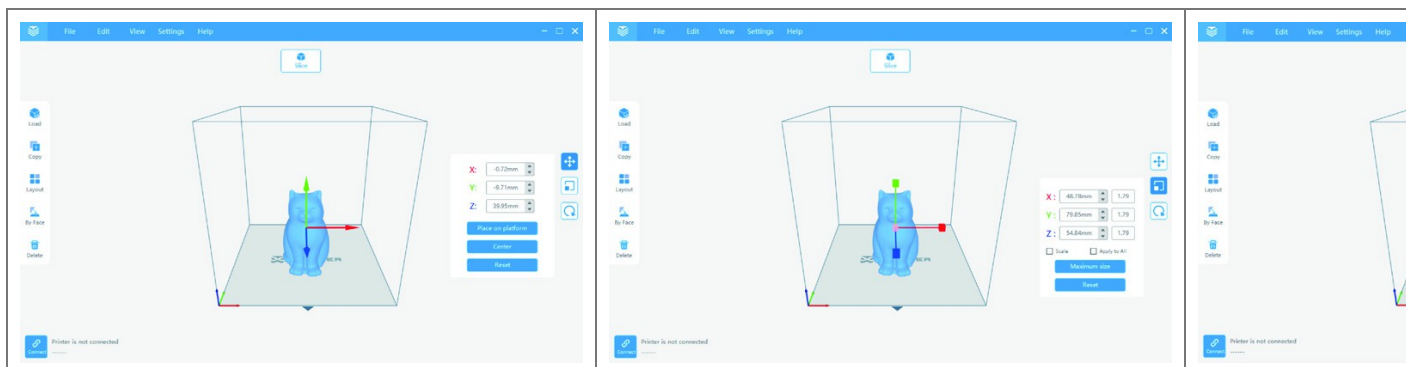 File Edit View Settings Help
Slice
Load
Copy
Layout
By Face
Delete
X: -0.72mm
Y: -9.71mm
Z: 39.95mm
Place on platform
Center
Reset
Connect
Printer is not connected
------
File Edit View Settings Help
Slice
Load
Copy
Layout
By Face
Delete
X: 48.78mm 1.79
Y: 79.85mm 1.79
Z: 54.84mm 1.79
Scale Apply to All
Maximum size
Reset
Connect
Printer is not connected
------
File Edit View Settings Help
Load
Copy
Layout
By Face
Delete
Connect
Printer is not connected
------